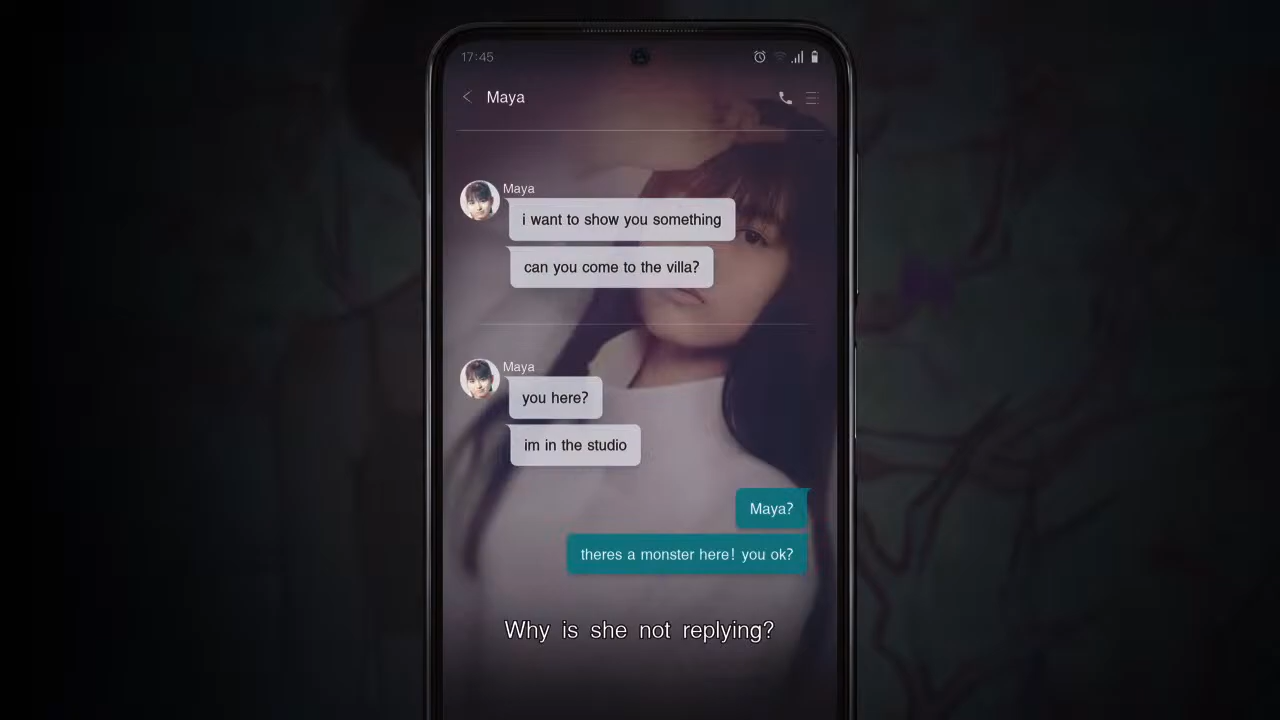 17:45
Maya
Maya
i want to show you something
can you come to the villa?
Maya
you here?
im in the studio
Maya?
theres a monster here! you ok?
Why is she not replying?